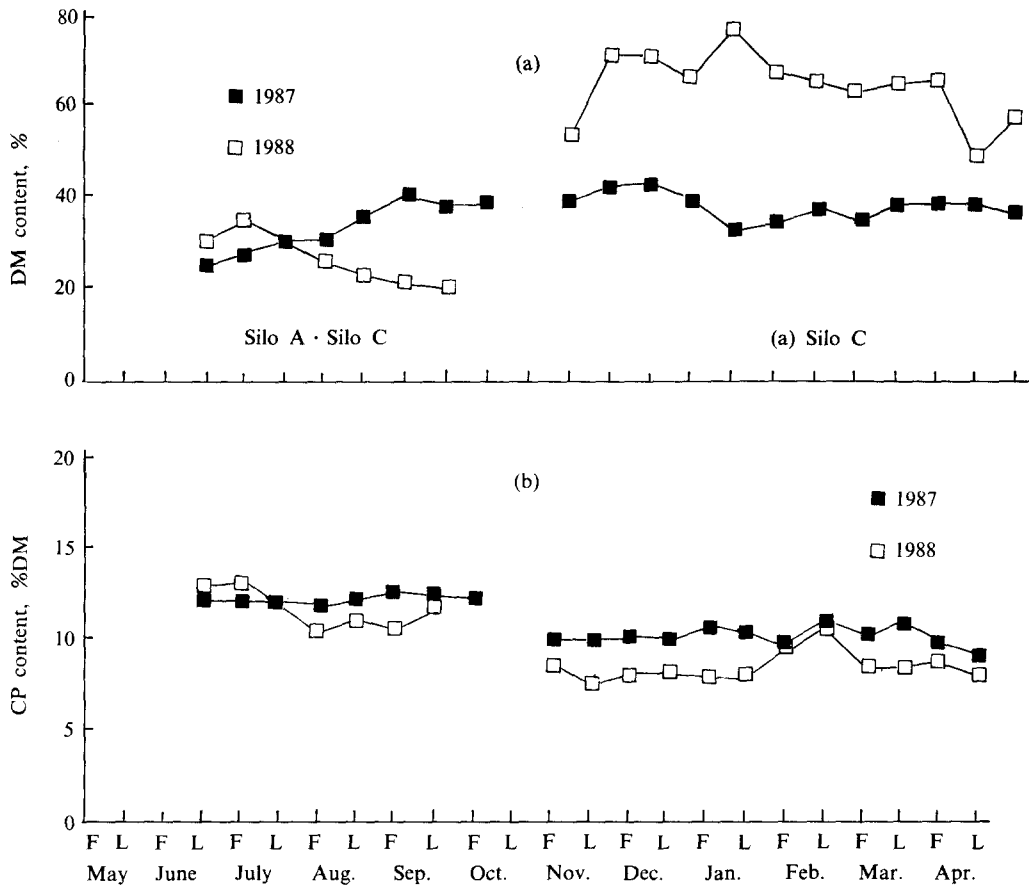 80
60
40
20
0
DM content, %
(a)
1987
1988
Silo A · Silo C
(a) Silo C
20
15
10
5
0
CP content, %DM
(b)
1987
1988
F L F L F L F L F L F L F L F L F L F L F L F L
May June July Aug. Sep. Oct. Nov. Dec. Jan. Feb. Mar. Apr.